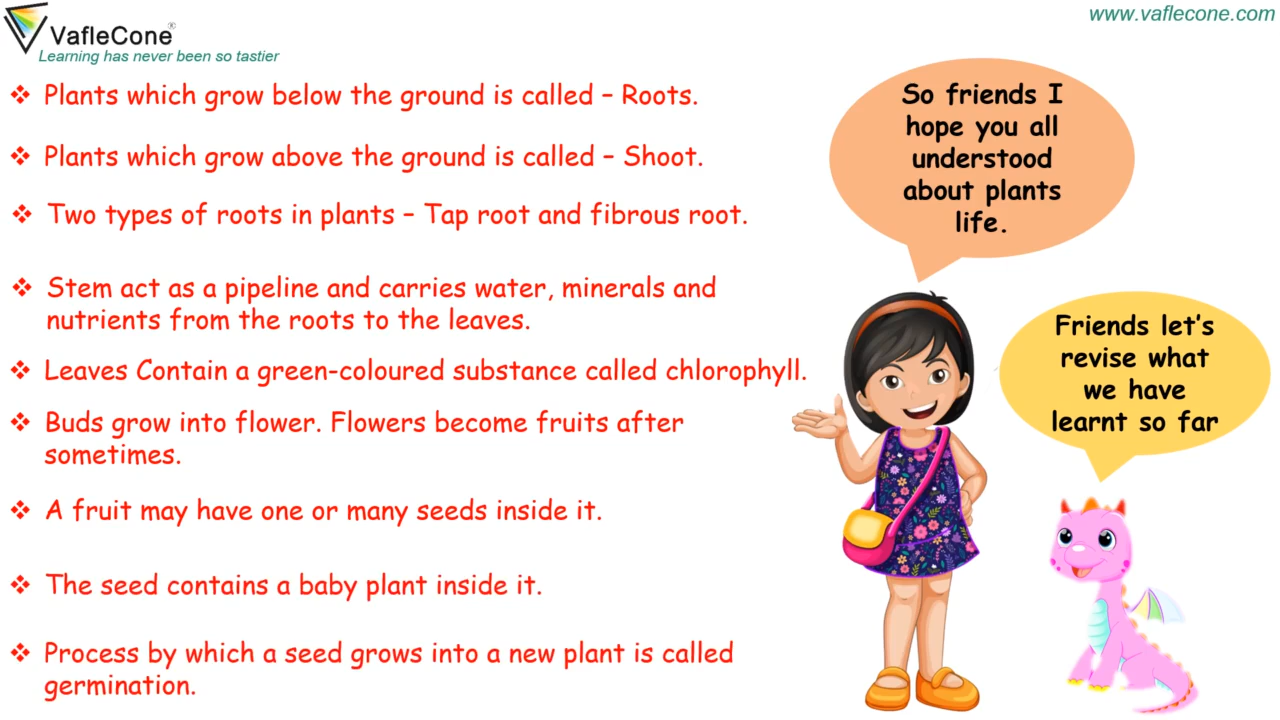 VafleCone®
Learning has never been so tastier
www.vaflecone.com
❖ Plants which grow below the ground is called – Roots.
❖ Plants which grow above the ground is called – Shoot.
❖ Two types of roots in plants – Tap root and fibrous root.
❖ Stem act as a pipeline and carries water, minerals and
nutrients from the roots to the leaves.
❖ Leaves Contain a green-coloured substance called chlorophyll.
❖ Buds grow into flower. Flowers become fruits after
sometimes.
❖ A fruit may have one or many seeds inside it.
❖ The seed contains a baby plant inside it.
❖ Process by which a seed grows into a new plant is called
germination.
So friends I
hope you all
understood
about plants
life.
Friends let's
revise what
we have
learnt so far